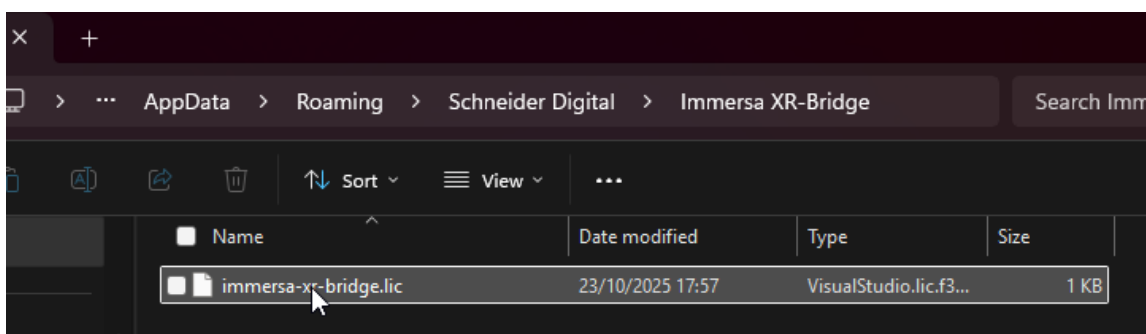 AppData > Roaming > Schneider Digital > Immersa XR-Bridge
Search Imm
Sort
View
Name
Date modified
Type
Size
immersa-xr-bridge.lic
23/10/2025 17:57
VisualStudio.lic.f3...
1 KB